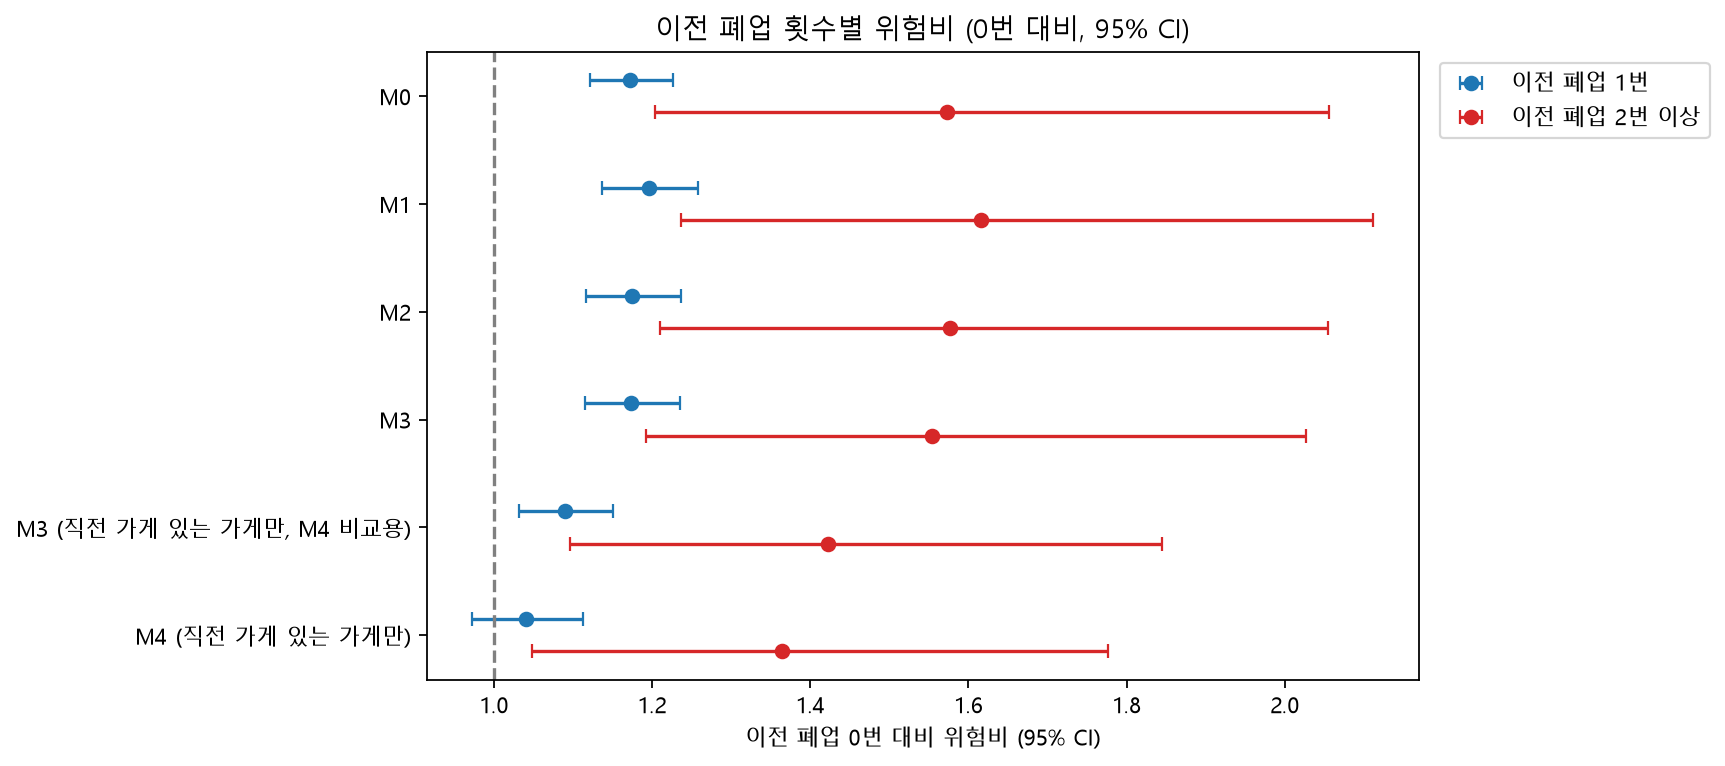 이전 폐업 횟수별 위험비 (0번 대비, 95% CI)
이전 폐업 1번
이전 폐업 2번 이상
M0
M1
M2
M3
M3 (직전 가게 있는 가게만, M4 비교용)
M4 (직전 가게 있는 가게만)
1.0 1.2 1.4 1.6 1.8 2.0
이전 폐업 0번 대비 위험비 (95% CI)